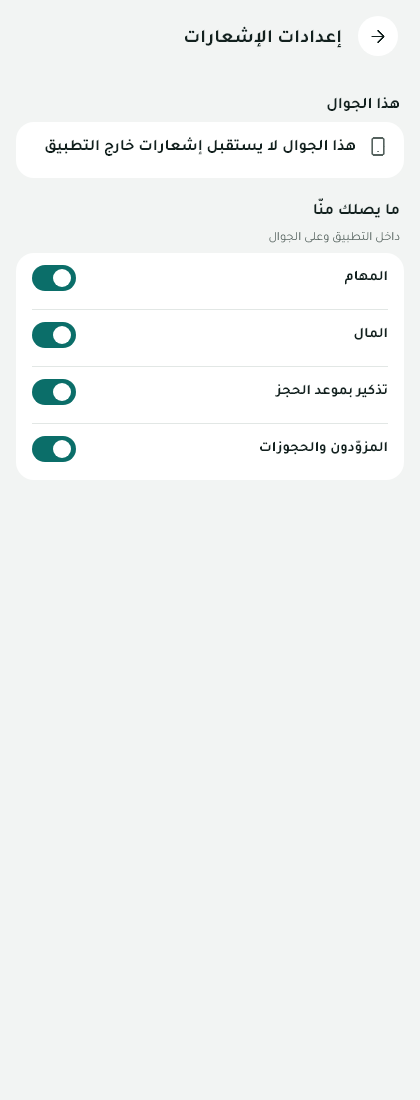 إعدادات الإشعارات
هذا الجوال
هذا الجوال لا يستقبل إشعارات خارج التطبيق
ما يصلك منّا
داخل التطبيق وعلى الجوال
المهام
المال
تذكير بموعد الحجز
المزوّدون والحجوزات